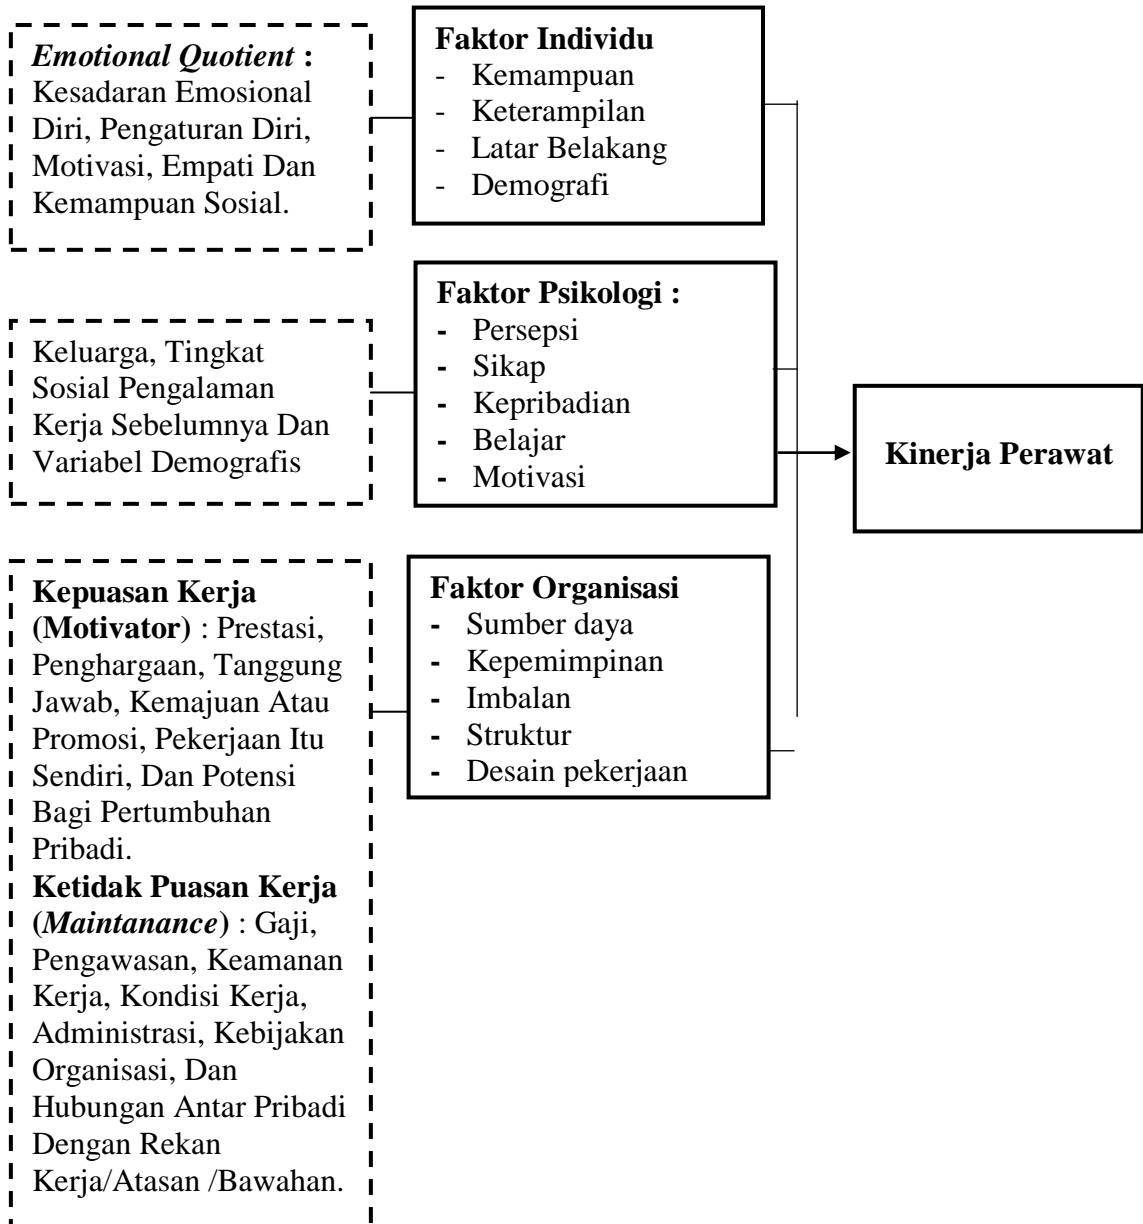 Emotional Quotient :
Kesadaran Emosional
Diri, Pengaturan Diri,
Motivasi, Empati Dan
Kemampuan Sosial.
Faktor Individu
- Kemampuan
- Keterampilan
- Latar Belakang
- Demografi
Keluarga, Tingkat
Sosial Pengalaman
Kerja Sebelumnya Dan
Variabel Demografis
Faktor Psikologi :
- Persepsi
- Sikap
- Kepribadian
- Belajar
- Motivasi
Kinerja Perawat
Kepuasan Kerja
(Motivator) : Prestasi,
Penghargaan, Tanggung
Jawab, Kemajuan Atau
Promosi, Pekerjaan Itu
Sendiri, Dan Potensi
Bagi Pertumbuhan
Pribadi.
Ketidak Puasan Kerja
(Maintanance) : Gaji,
Pengawasan, Keamanan
Kerja, Kondisi Kerja,
Administrasi, Kebijakan
Organisasi, Dan
Hubungan Antar Pribadi
Dengan Rekan
Kerja/Atasan /Bawahan.
Faktor Organisasi
- Sumber daya
- Kepemimpinan
- Imbalan
- Struktur
- Desain pekerjaan